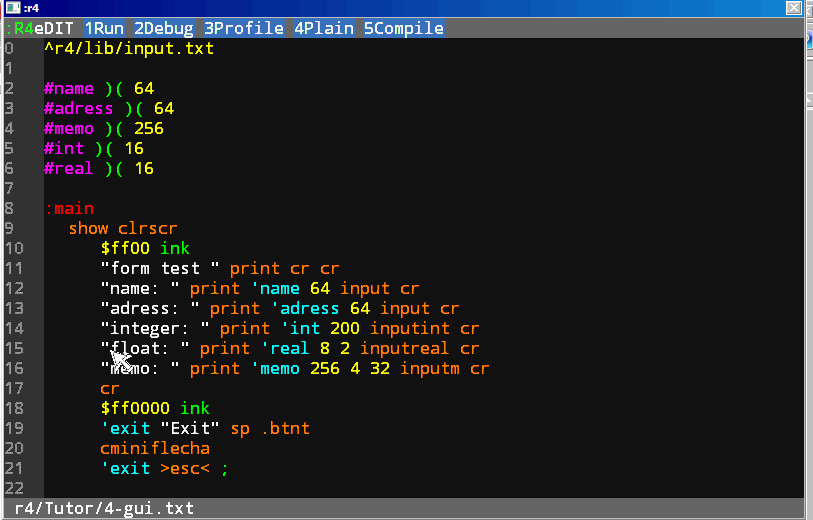 :r4
:R4eDIT 1Run 2Debug 3Profile 4Plain 5Compile
0 ^r4/lib/input.txt
1
2 #name )( 64
3 #adress )( 64
4 #memo )( 256
5 #int )( 16
6 #real )( 16
7
8 :main
9 show clrscr
10 $ff00 ink
11 "form test " print cr cr
12 "name: " print 'name 64 input cr
13 "adress: " print 'adress 64 input cr
14 "integer: " print 'int 200 inputint cr
15 "float: " print 'real 8 2 inputreal cr
16 "memo: " print 'memo 256 4 32 inputm cr
17 cr
18 $ff0000 ink
19 'exit "Exit" sp .btnt
20 cminiflecha
21 'exit >esc< ;
22
r4/Tutor/4-gui.txt